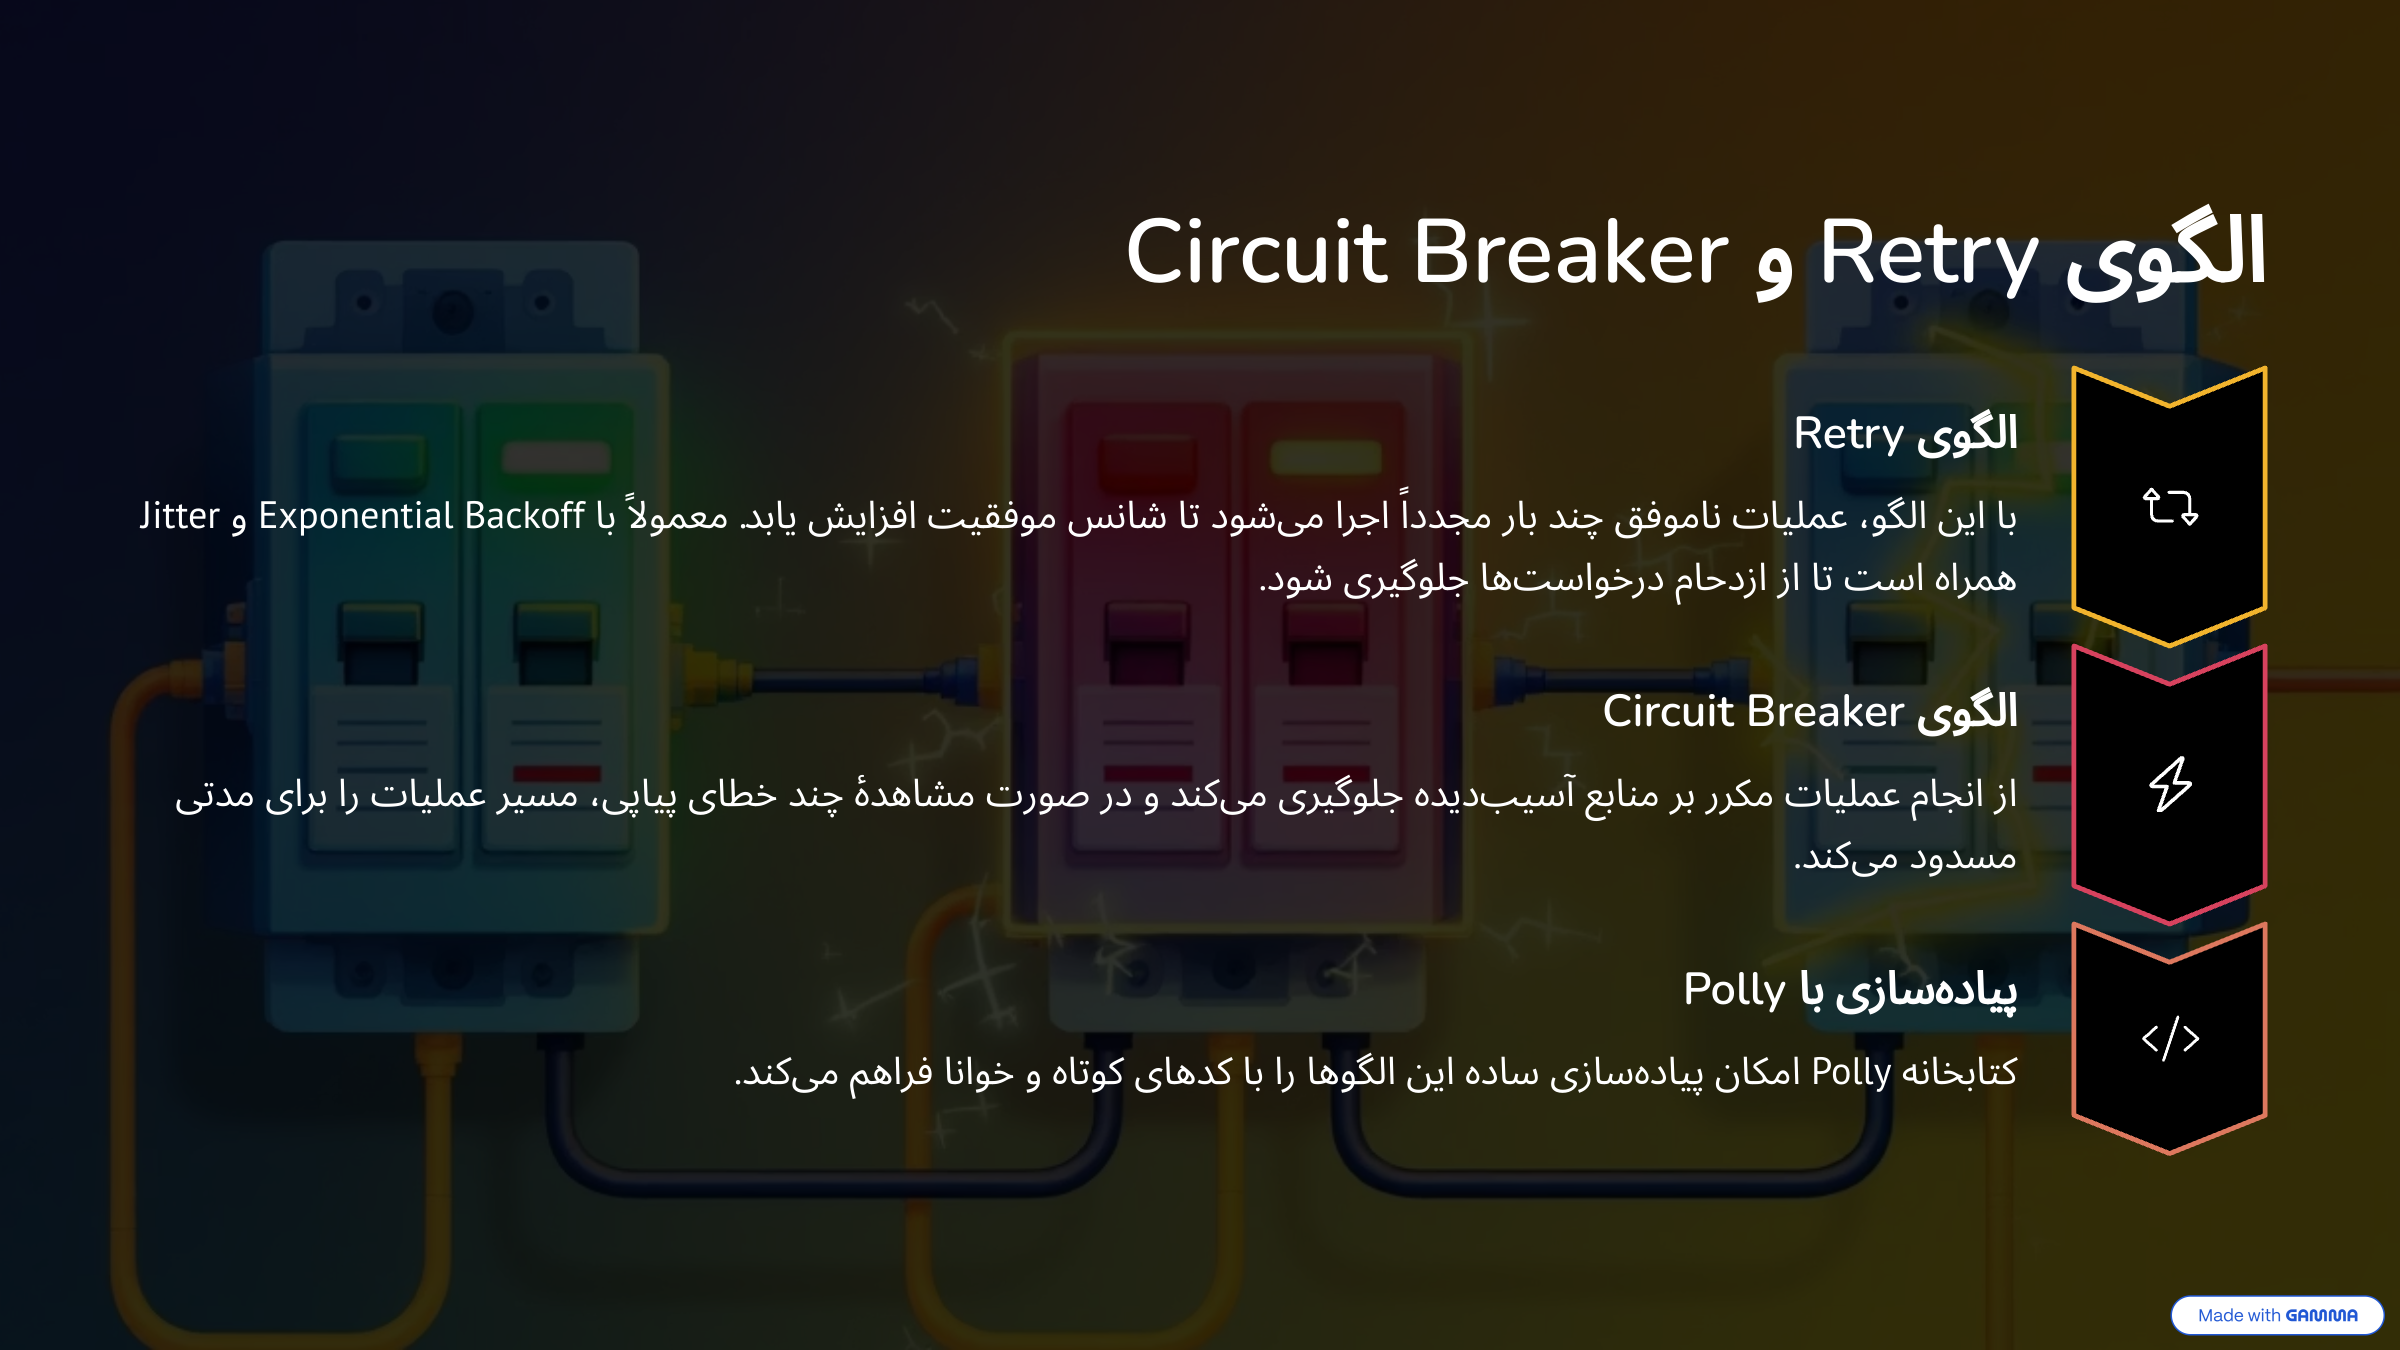 الگوی Retry و Circuit Breaker
الگوی Retry
با این الگو، عملیات ناموفق چند بار مجدداً اجرا می‌شود تا شانس موفقیت افزایش یابد. معمولاً با Exponential Backoff و Jitter
همراه است تا از ازدحام درخواست‌ها جلوگیری شود.
الگوی Circuit Breaker
از انجام عملیات مکرر بر منابع آسیب‌دیده جلوگیری می‌کند و در صورت مشاهدهٔ چند خطای پیاپی، مسیر عملیات را برای مدتی
مسدود می‌کند.
پیاده‌سازی با Polly
کتابخانه Polly امکان پیاده‌سازی ساده این الگوها را با کدهای کوتاه و خوانا فراهم می‌کند.
Made with GAMMA